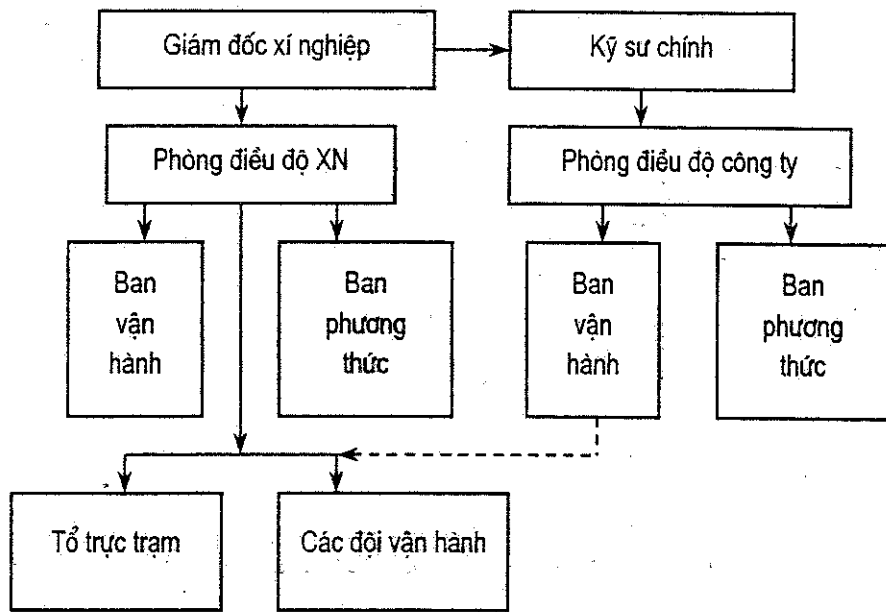 Giám đốc xí nghiệp
Kỹ sư chính
Phòng điều độ XN
Phòng điều độ công ty
Ban
vận
hành
Ban
phương
thức
Ban
vận
hành
Ban
phương
thức
Tổ trực trạm
Các đội vận hành